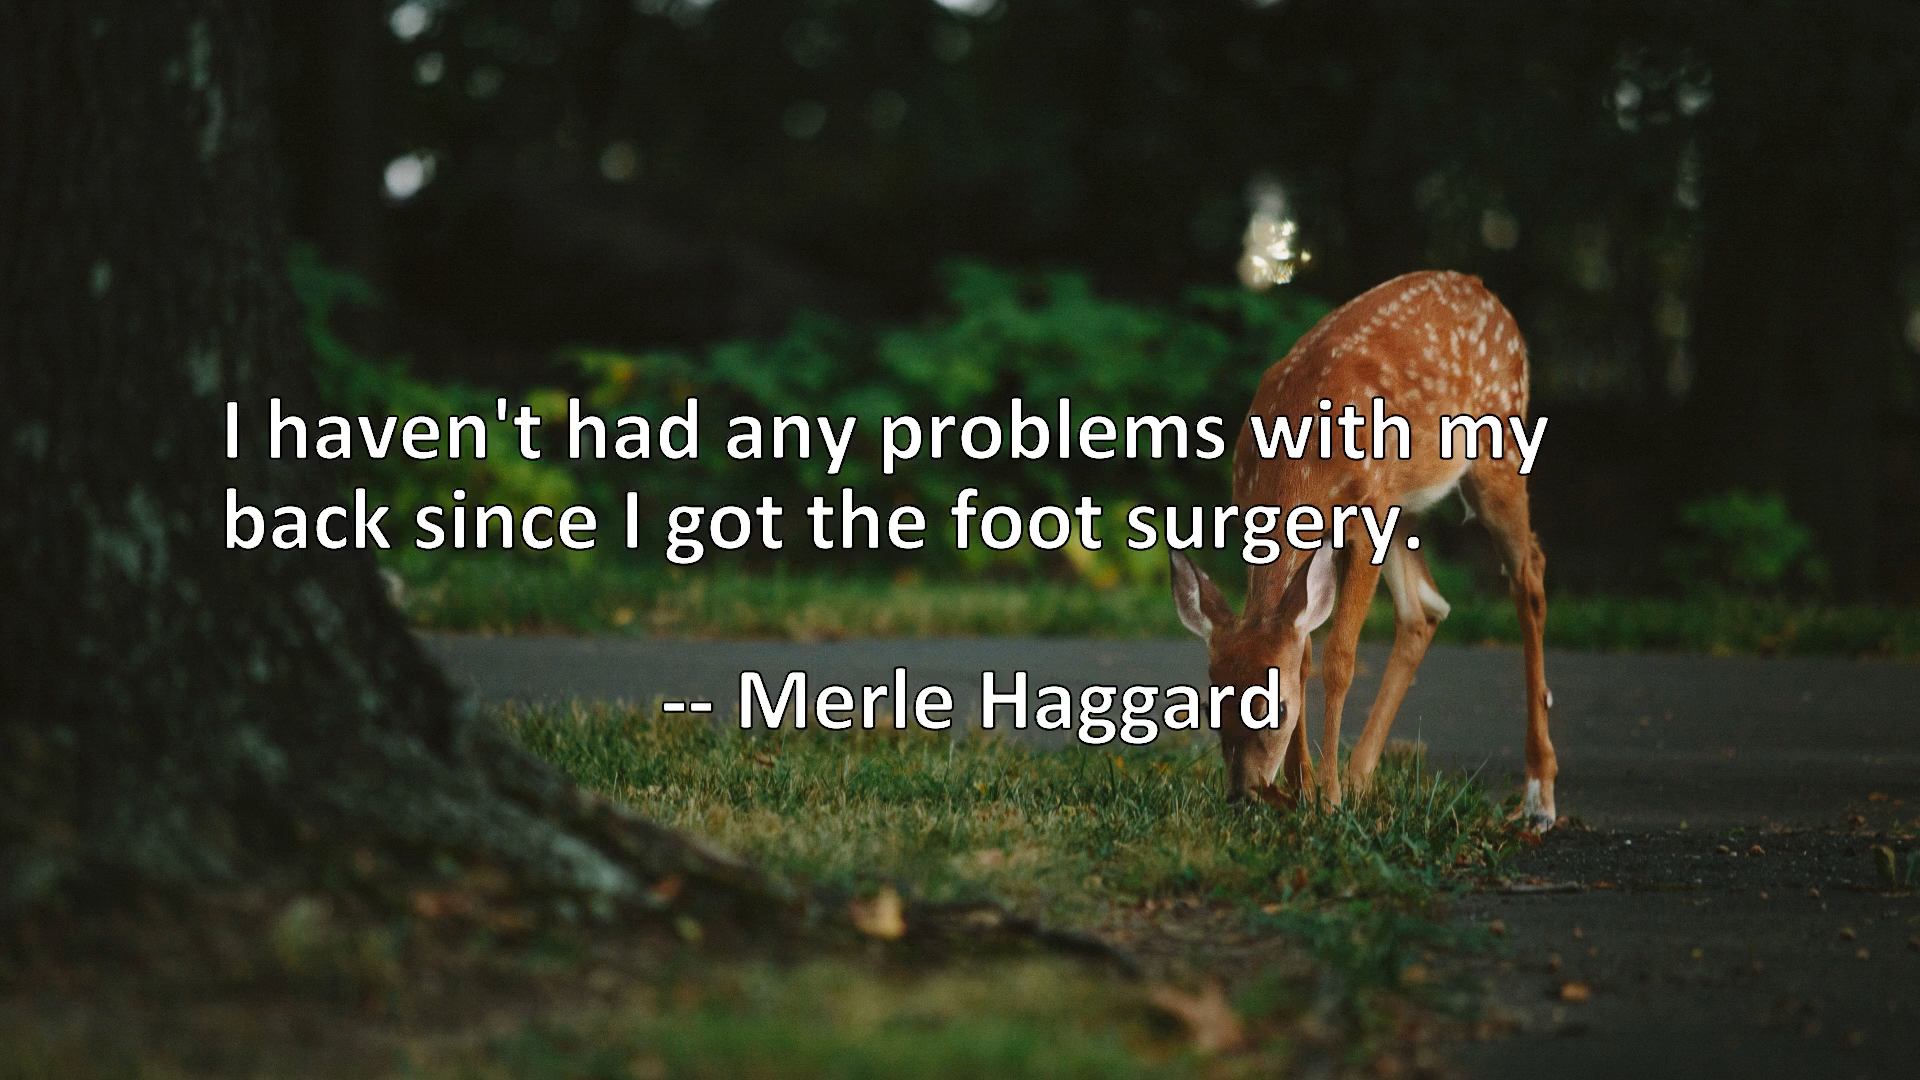 I haven't had any problems with my
back since I got the foot surgery.
-- Merle Haggard